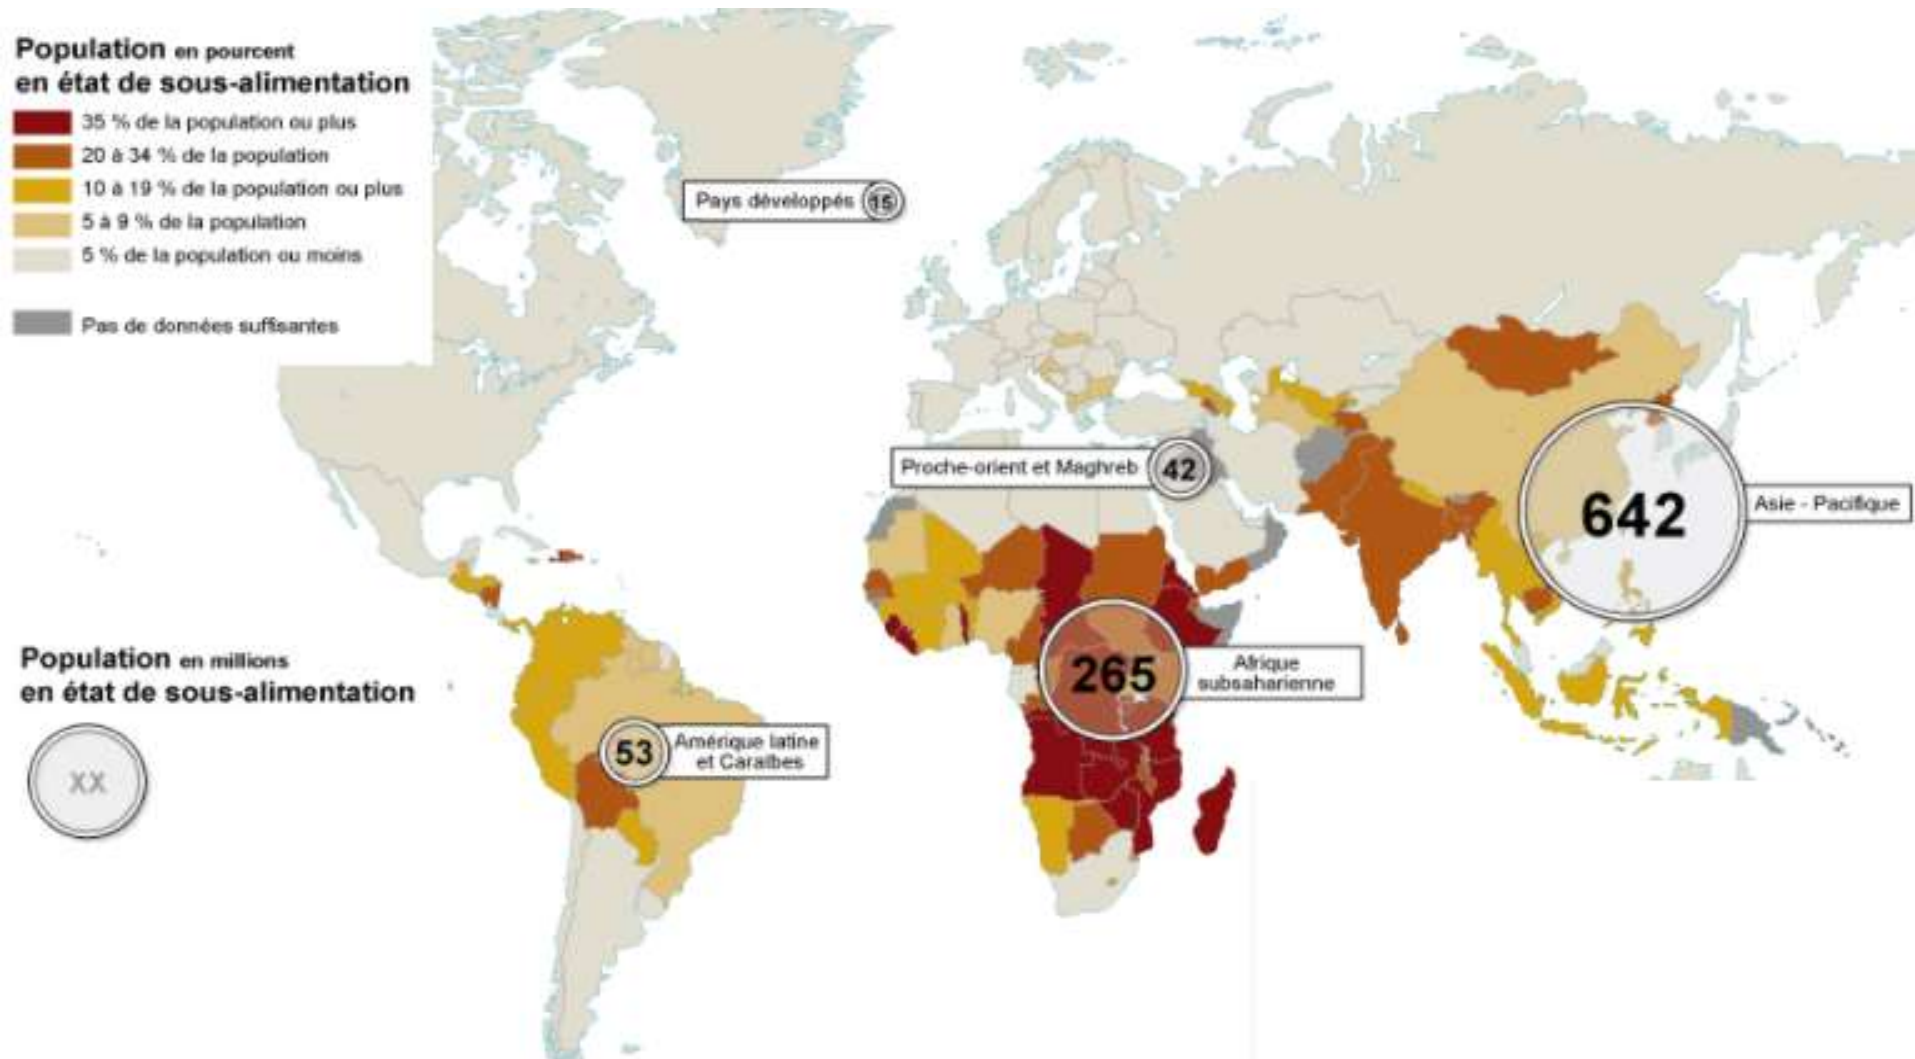 Population en pourcent
en état de sous-alimentation
35 % de la population ou plus
20 à 34 % de la population
10 à 19 % de la population ou plus
5 à 9 % de la population
5 % de la population ou moins
Pas de données suffisantes
Pays développés 15
Proche-orient et Maghreb 42
642 Asie - Pacifique
265 Afrique
subsaharienne
Population en millions
en état de sous-alimentation
XX
53 Amérique latine
et Caraïbes